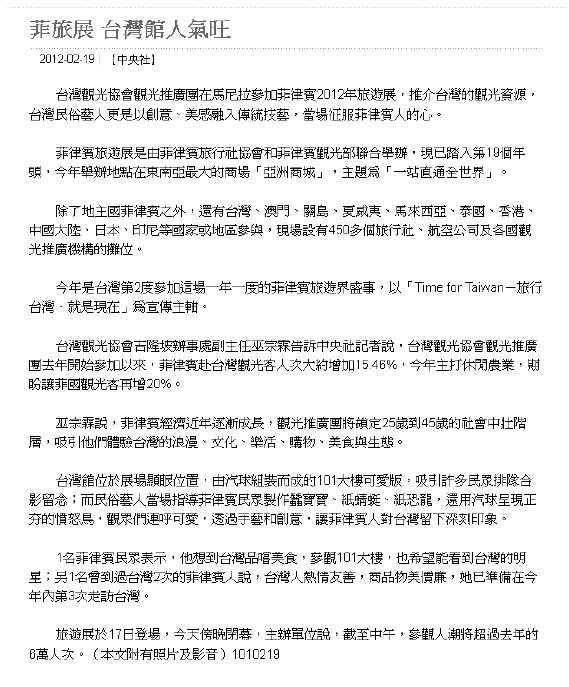 菲旅展 台灣館人氣旺
2012-02-19｜【中央社】
台灣觀光協會觀光推廣團在馬尼拉參加菲律賓2012年旅遊展，推介台灣的觀光資源，
台灣民俗藝人更是以創意、美感融入傳統技藝，當場征服菲律賓人的心。
菲律賓旅遊展是由菲律賓旅行社協會和菲律賓觀光部聯合舉辦，現已踏入第19個年
頭，今年舉辦地點在東南亞最大的商場「亞洲商城」，主題為「一站直通全世界」。
除了地主國菲律賓之外，還有台灣、澳門、關島、夏威夷、馬來西亞、泰國、香港、
中國大陸、日本、印尼等國家或地區參與，現場設有450多個旅行社、航空公司及各國觀
光推廣機構的攤位。
今年是台灣第2度參加這場一年一度的菲律賓旅遊界盛事，以「Time for Taiwan－旅行
台灣．就是現在」為宣傳主軸。
台灣觀光協會吉隆坡辦事處副主任巫宗霖告訴中央社記者說，台灣觀光協會觀光推廣
團去年開始參加以來，菲律賓赴台灣觀光客人次大約增加15.46%，今年主打休閒農業，期
盼讓菲國觀光客再增20%。
巫宗霖說，菲律賓經濟近年逐漸成長，觀光推廣團將鎖定25歲到45歲的社會中壯階
層，吸引他們體驗台灣的浪漫、文化、樂活、購物、美食與生態。
台灣館位於展場顯眼位置，由汽球組裝而成的101大樓可愛版，吸引許多民眾排隊合
影留念；而民俗藝人當場指導菲律賓民眾製作蠶寶寶、紙蜻蜓、紙恐龍，還用汽球呈現正
夯的憤怒鳥，觀眾們連呼可愛，透過手藝和創意，讓菲律賓人對台灣留下深刻印象。
1名菲律賓民眾表示，他想到台灣品嚐美食，參觀101大樓，也希望能看到台灣的明
星；另1名曾到過台灣2次的菲律賓人說，台灣人熱情友善，商品物美價廉，她已準備在今
年內第3次走訪台灣。
旅遊展於17日登場，今天傍晚閉幕，主辦單位說，截至中午，參觀人潮將超過去年的
6萬人次。（本文附有照片及影音）1010219